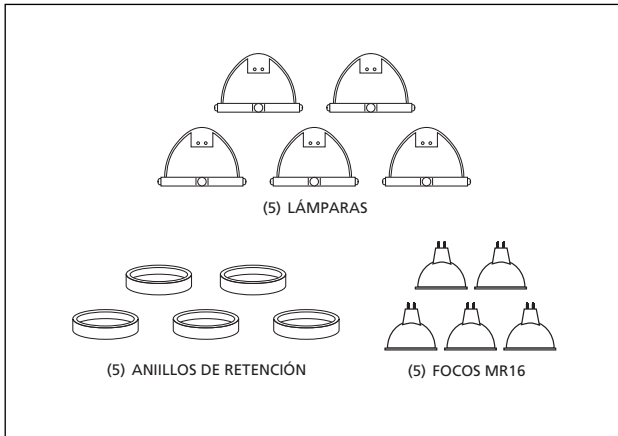 (5) LÁMPARAS
(5) ANIILLOS DE RETENCIÓN
(5) FOCOS MR16